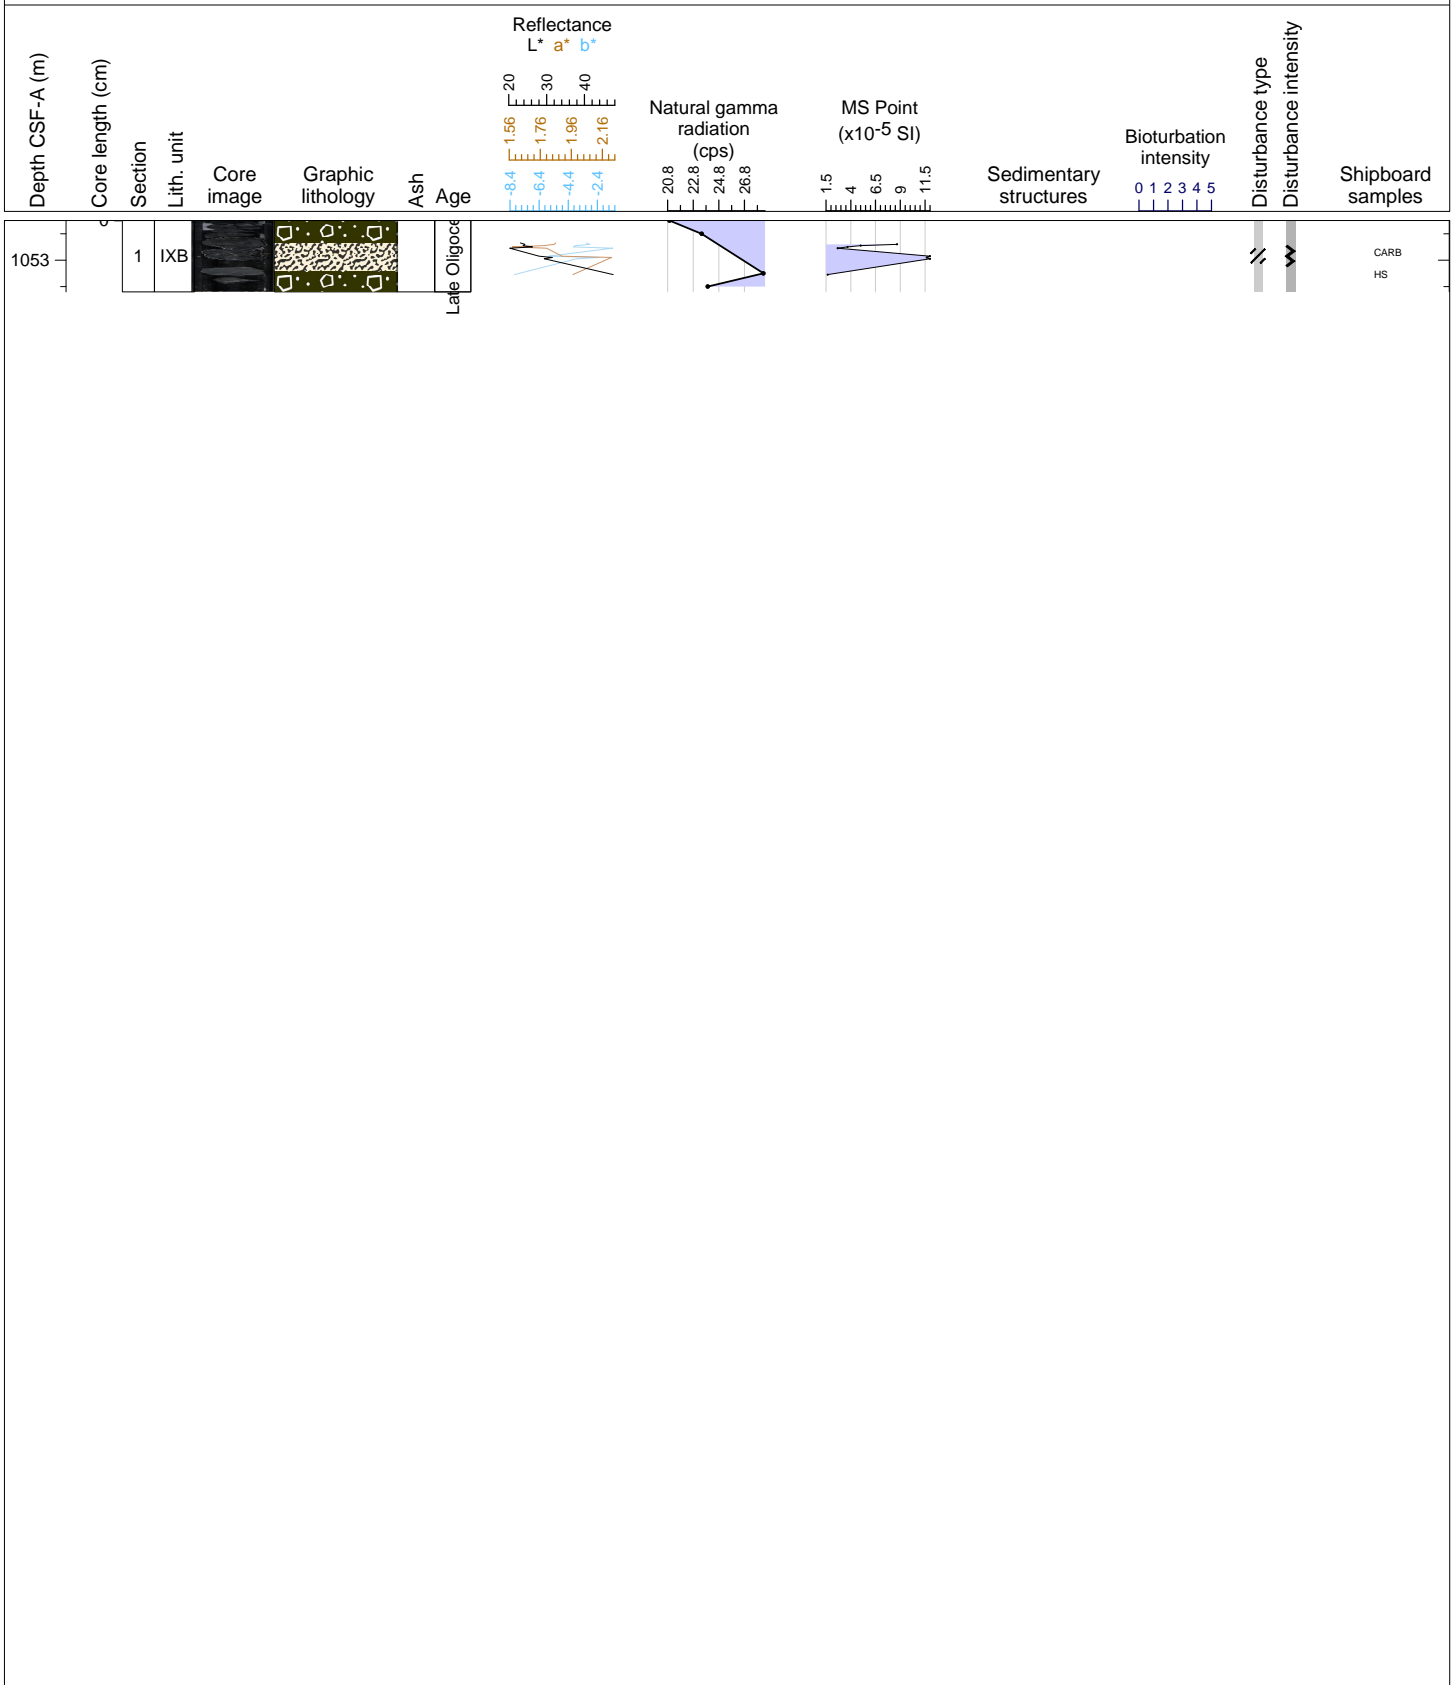 Depth CSF-A (m)
Core length (cm)
Section
Lith. unit
Core
image
Graphic
lithology
Ash
Age
Reflectance
L* a* b*
20 30 40
1.56 1.76 1.96 2.16
-8.4 -6.4 -4.4 -2.4
Natural gamma
radiation
(cps)
20.8 22.8 24.8 26.8
MS Point
(x10-5 SI)
1.5 4 6.5 9 11.5
Sedimentary
structures
Bioturbation
intensity
0 1 2 3 4 5
Disturbance type
Disturbance intensity
Shipboard
samples
1053
1
IXB
Late Oligoce
CARB
HS